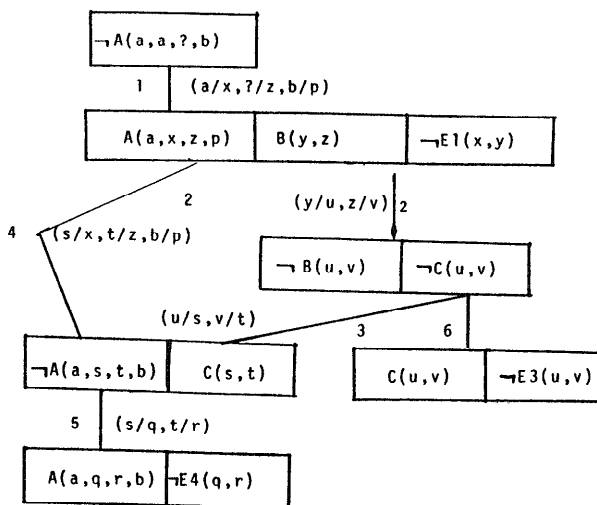 ¬A(a,a,?,b)
1 (a/x,?/z,b/p)
A(a,x,z,p) B(y,z) ¬E1(x,y)
2 (y/u,z/v) 2
4 (s/x,t/z,b/p)
¬B(u,v) ¬C(u,v)
(u/s,v/t) 3 6
¬A(a,s,t,b) C(s,t) C(u,v) ¬E3(u,v)
5 (s/q,t/r)
A(a,q,r,b) ¬E4(q,r)